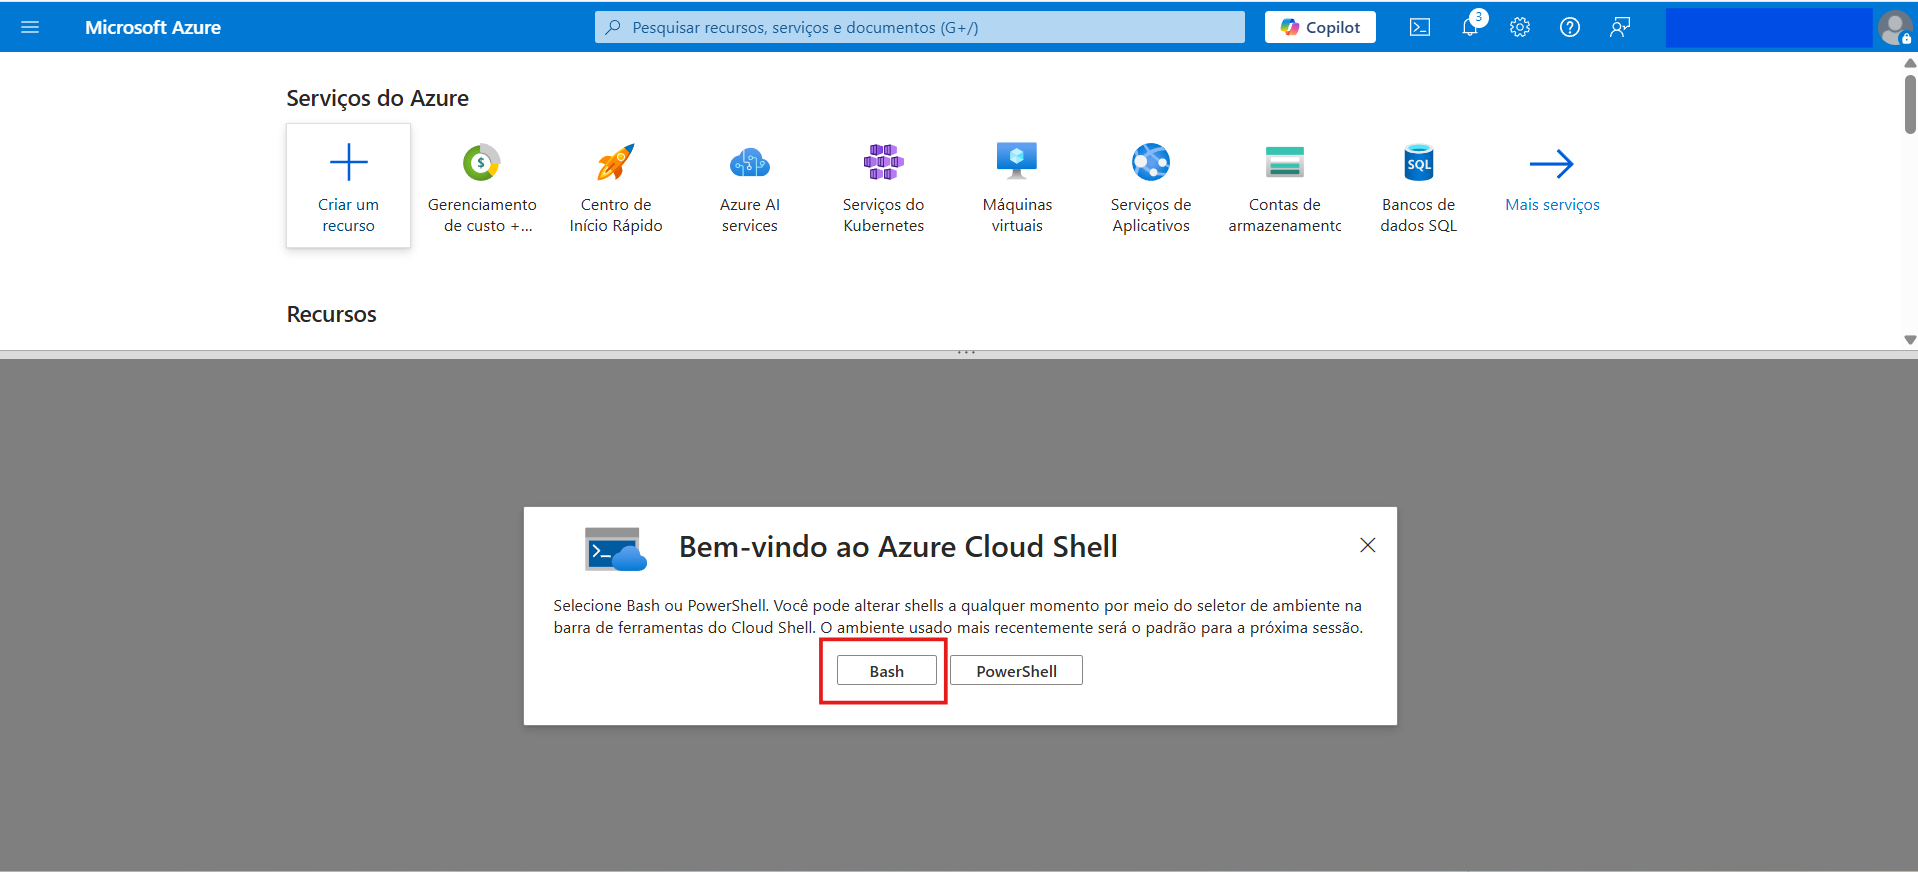 Microsoft Azure
Pesquisar recursos, serviços e documentos (G+/)
Copilot
3
Serviços do Azure
Criar um
recurso
Gerenciamento
de custo +...
Centro de
Início Rápido
Azure AI
services
Serviços do
Kubernetes
Máquinas
virtuais
Serviços de
Aplicativos
Contas de
armazenamento
SQL
Bancos de
dados SQL
Mais serviços
Recursos
Bem-vindo ao Azure Cloud Shell
Selecione Bash ou PowerShell. Você pode alterar shells a qualquer momento por meio do seletor de ambiente na
barra de ferramentas do Cloud Shell. O ambiente usado mais recentemente será o padrão para a próxima sessão.
Bash
PowerShell